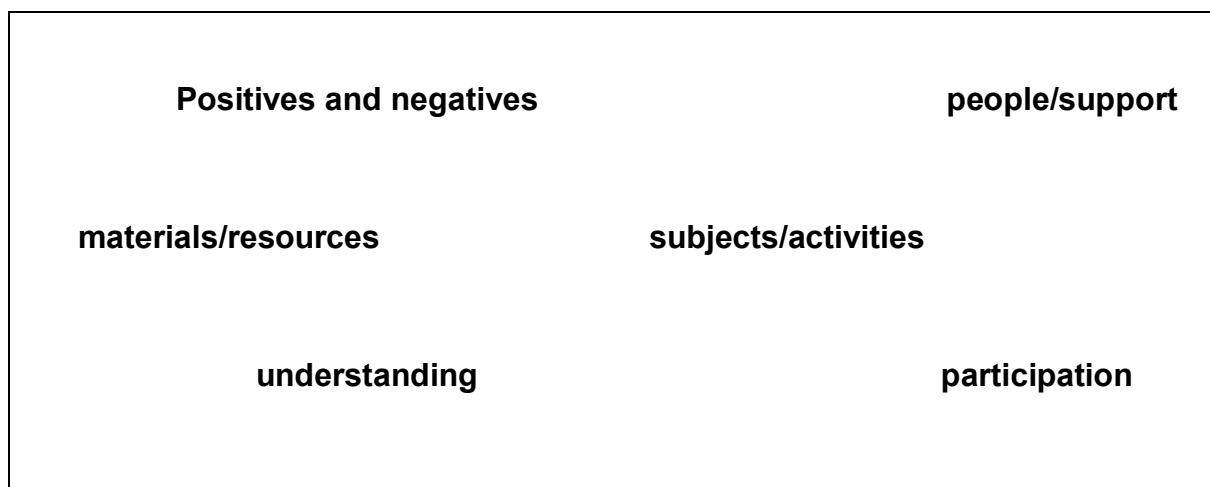 Positives and negatives people/support
materials/resources subjects/activities
understanding participation